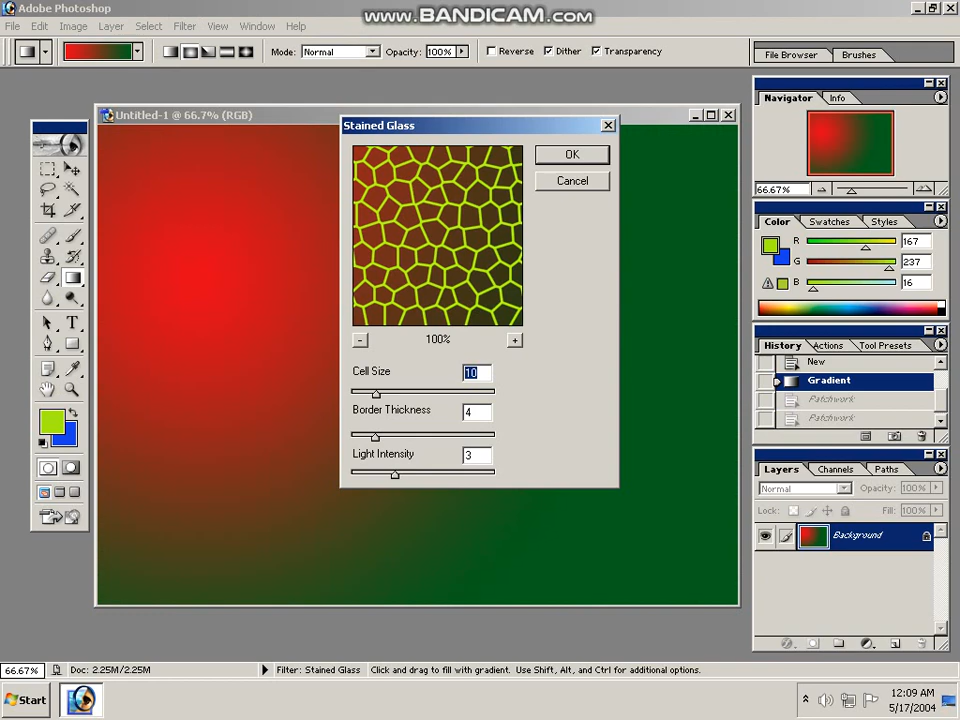 Adobe Photoshop
www.BANDICAM.com
File Edit Image Layer Select Filter View Window Help
Mode: Normal Opacity: 100% Reverse Dither Transparency File Browser Brushes
Untitled-1 @ 66.7% (RGB)
Stained Glass
OK
Cancel
- 100% +
Cell Size 10
Border Thickness 4
Light Intensity 3
Navigator Info
66.67%
Color Swatches Styles
R 167
G 237
B 16
History Actions Tool Presets
New
Gradient
Patchwork
Patchwork
Layers Channels Paths
Normal Opacity: 100%
Lock: Fill: 100%
Background
66.67% Doc: 2.25M/2.25M Filter: Stained Glass Click and drag to fill with gradient. Use Shift, Alt, and Ctrl for additional options.
Start
12:09 AM
5/17/2004